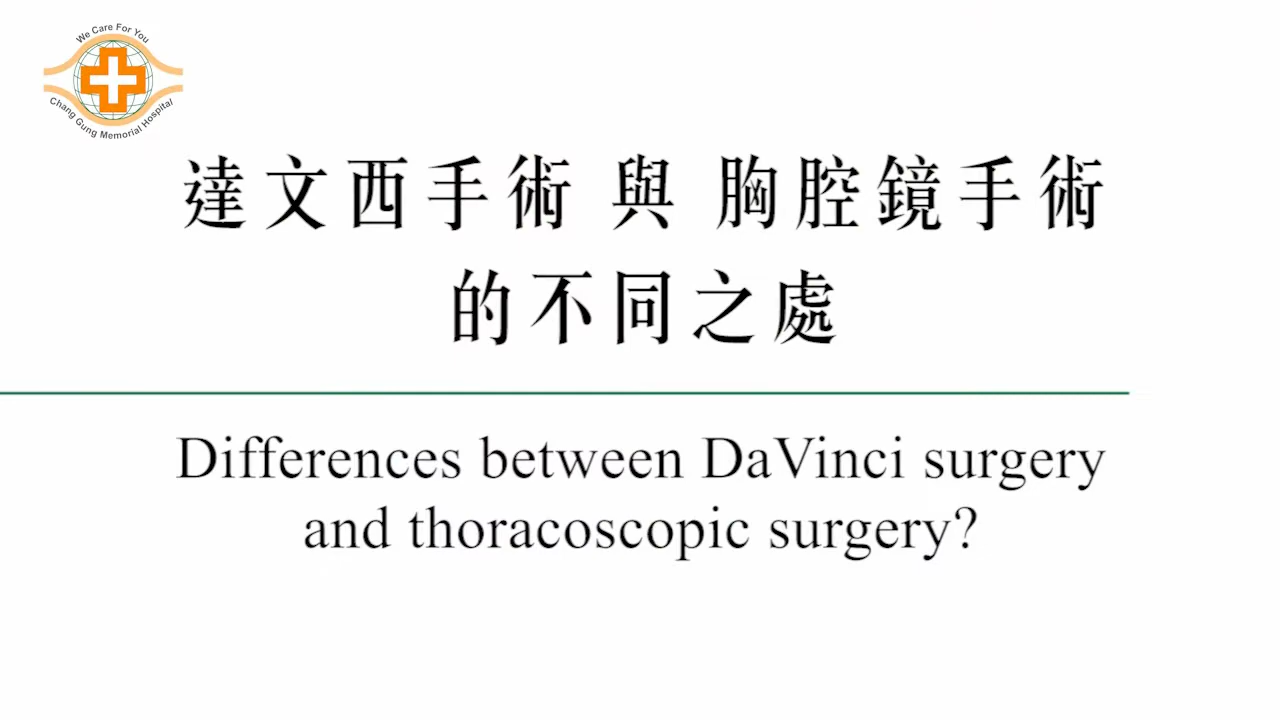 We Care For You
Chang Gung Memorial Hospital
達文西手術 與 胸腔鏡手術
的不同之處
Differences between DaVinci surgery
and thoracoscopic surgery?